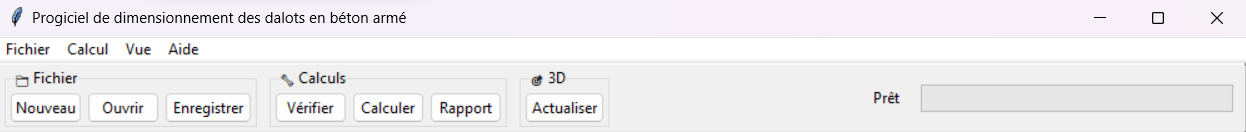 Progiciel de dimensionnement des dalots en béton armé
Fichier Calcul Vue Aide
Fichier Calculs 3D
Nouveau Ouvrir Enregistrer Vérifier Calculer Rapport Actualiser Prêt